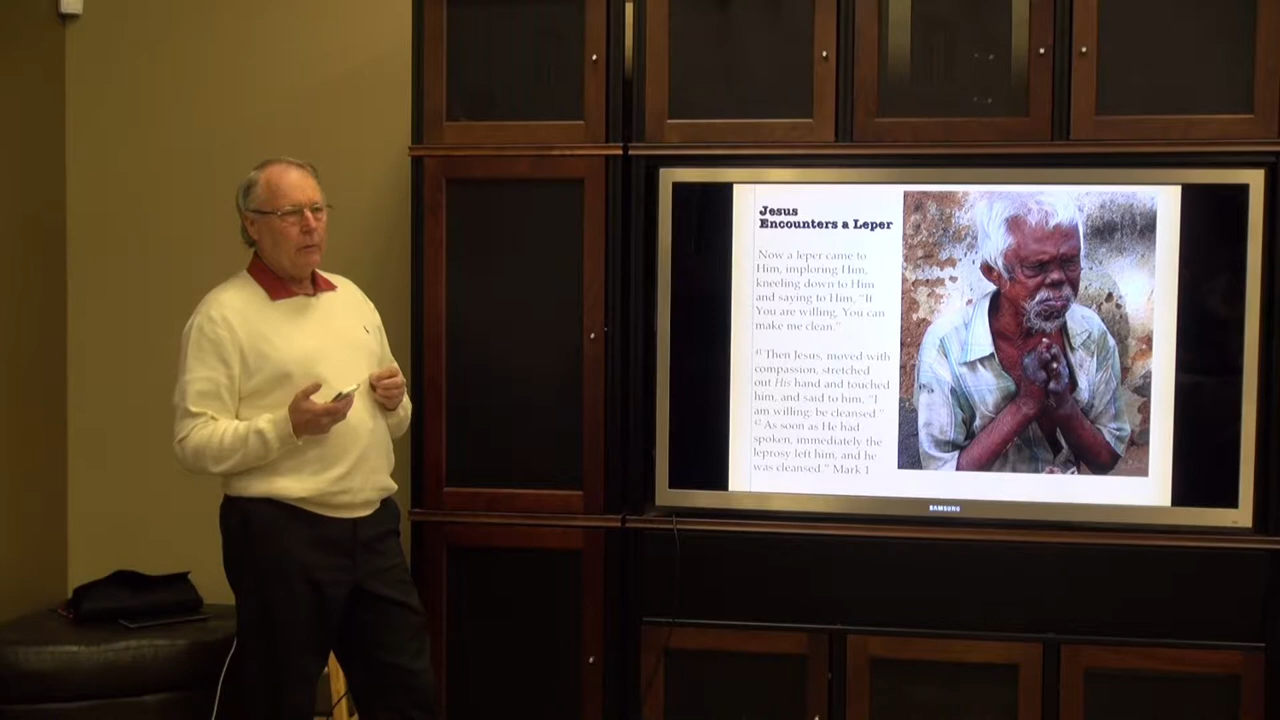 Jesus
Encounters a Leper
Now a leper came to
Him, imploring Him,
kneeling down to Him
and saying to Him, "If
You are willing, You can
make me clean."
41 Then Jesus, moved with
compassion, stretched
out His hand and touched
him, and said to him, "I
am willing; be cleansed."
42 As soon as He had
spoken, immediately the
leprosy left him, and he
was cleansed." Mark 1
SAMSUNG